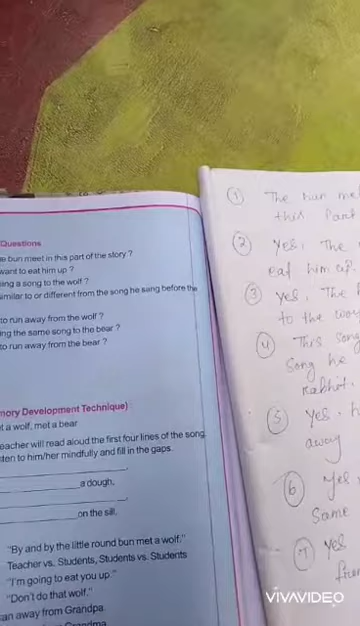 Questions
e bun meet in this part of the story ?
want to eat him up ?
ing a song to the wolf ?
imilar to or different from the song he sang before the
to run away from the wolf ?
ing the same song to the bear ?
to run away from the bear ?
mory Development Technique)
t a wolf, met a bear
eacher will read aloud the first four lines of the song
ten to him/her mindfully and fill in the gaps.
a dough,
on the sill,
"By and by the little round bun met a wolf."
Teacher vs. Students, Students vs. Students
"I'm going to eat you up."
"Don't do that wolf."
an away from Grandpa
Grandma
① The bun me
this Part
② Yes, The
eat him up
③ Yes, The
to the wo
④ This song
Song he
Rabbit.
⑤ Yes, h
away
⑥ Yes
Same
⑦ Yes
from
VIVAVIDEO